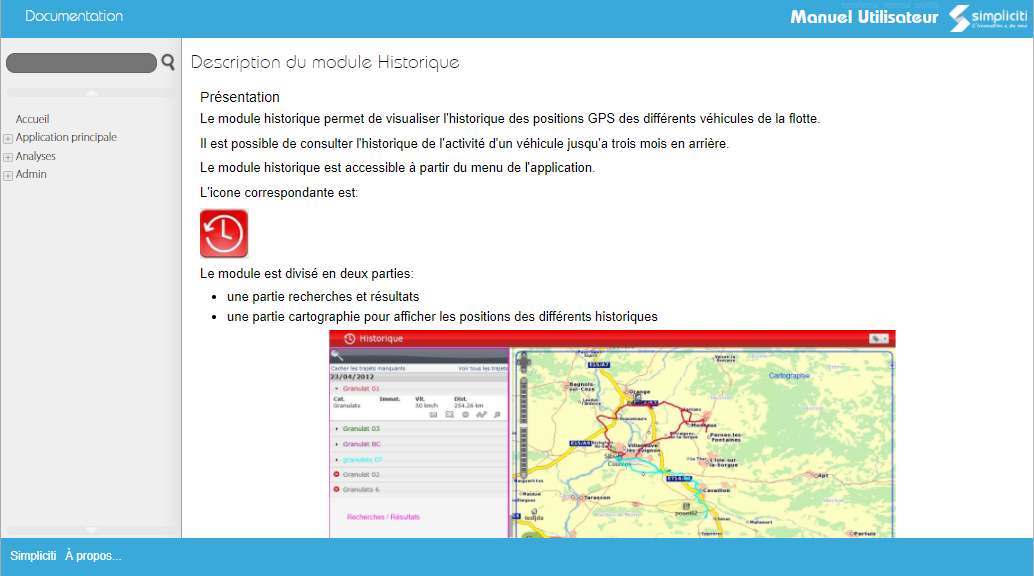 Documentation
Manuel Utilisateur
simpliciti
Description du module Historique
Accueil
Application principale
Analyses
Admin
Présentation
Le module historique permet de visualiser l'historique des positions GPS des différents véhicules de la flotte.
Il est possible de consulter l'historique de l'activité d'un véhicule jusqu'a trois mois en arrière.
Le module historique est accessible à partir du menu de l'application.
L'icone correspondante est:
Le module est divisé en deux parties:
une partie recherches et résultats
une partie cartographie pour afficher les positions des différents historiques
Historique
Cacher les trajets manquants Voir tous les trajets
23/04/2012
Granulat 01
Cat. Immat. Vit. Dist.
Granulats 50 km/h 254.26 km
Granulat 03
Granulat BC
granulats 07
Granulat 02
Granulats 6
Recherches / Résultats
Cartographie
Bagnols-sur-Cèze
Orange
Pernes-les-Fontaines
L'Isle-sur-la-Sorgue
Cavaillon
Apt
Tarascon
Pertuis
Simpliciti À propos...